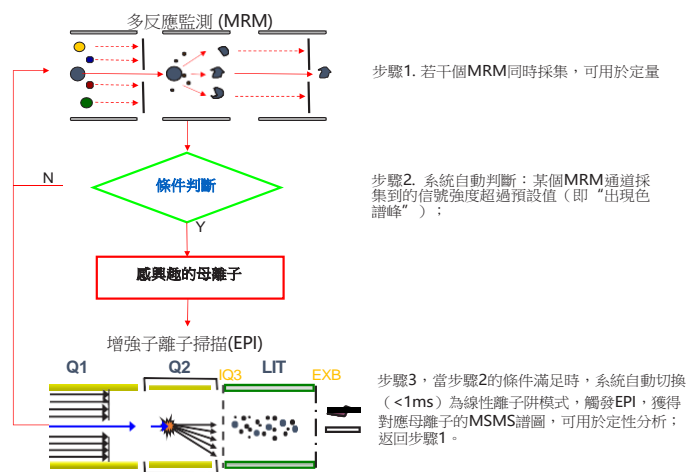 多反應監測 (MRM)
步驟1. 若干個MRM同時採集，可用於定量
N
條件判斷
步驟2. 系統自動判斷：某個MRM通道採
集到的信號強度超過預設值（即“出現色
譜峰”）；
Y
感興趣的母離子
增強子離子掃描(EPI)
Q1
Q2
IQ3
LIT
EXB
步驟3，當步驟2的條件滿足時，系統自動切換
（<1ms）為線性離子阱模式，觸發EPI，獲得
對應母離子的MSMS譜圖，可用於定性分析；
返回步驟1。